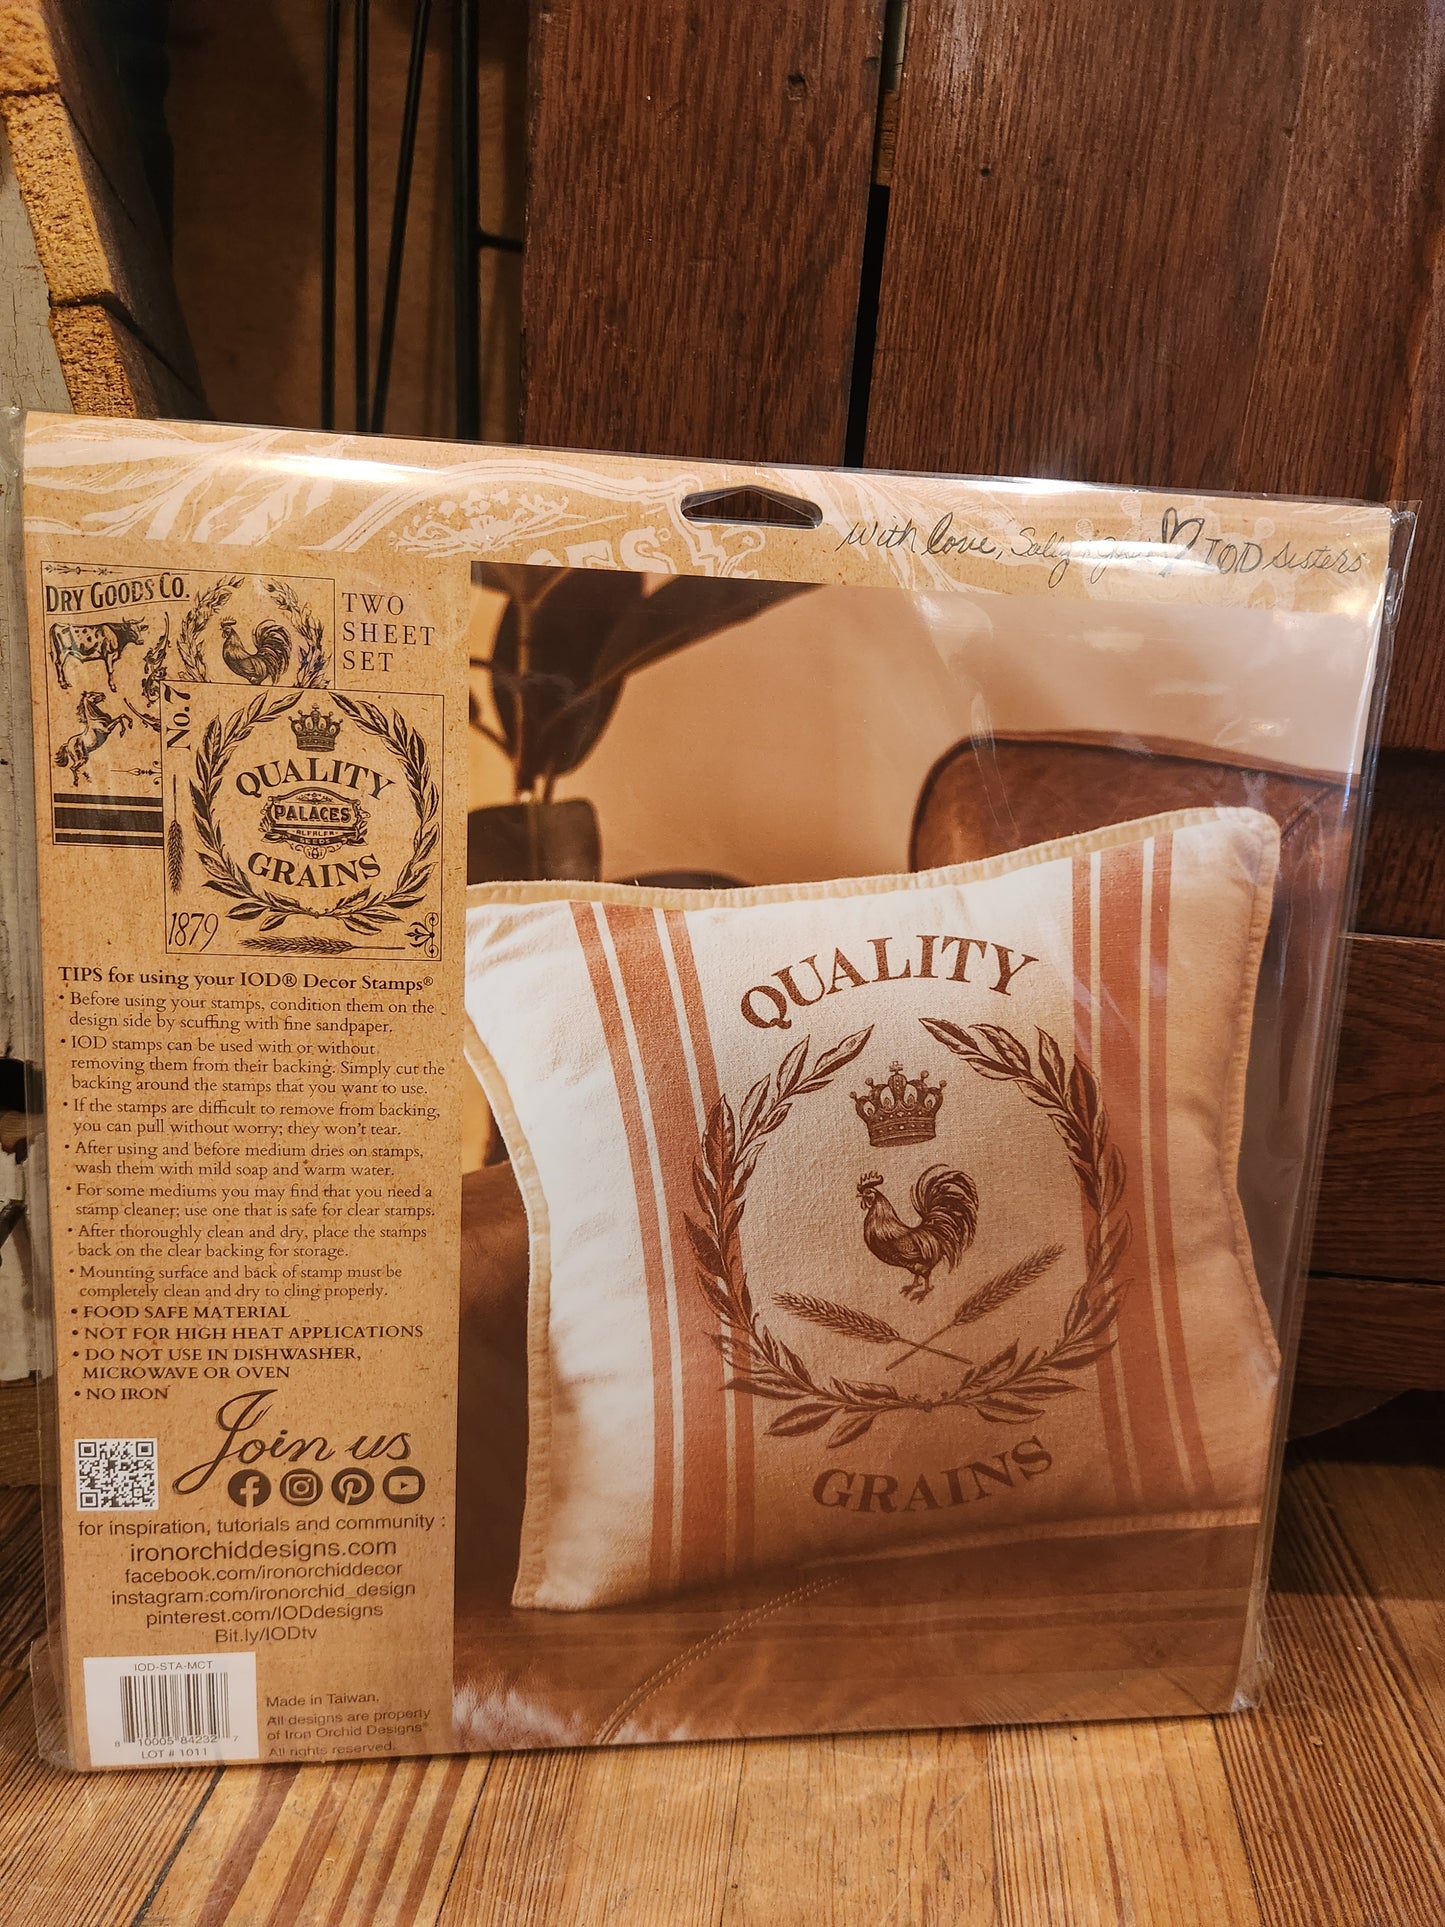 With love, Sally & Josie IOD Sisters
DRY GOODS CO.
TWO
SHEET
SET
No. 7
QUALITY
PALACES
ALFALFA
SEEDS
GRAINS
1879
TIPS for using your IOD® Decor Stamps®
• Before using your stamps, condition them on the
design side by scuffing with fine sandpaper.
• IOD stamps can be used with or without
removing them from their backing. Simply cut the
backing around the stamps that you want to use.
• If the stamps are difficult to remove from backing,
you can pull without worry; they won't tear.
• After using and before medium dries on stamps,
wash them with mild soap and warm water.
• For some mediums you may find that you need a
stamp cleaner; use one that is safe for clear stamps.
• After thoroughly clean and dry, place the stamps
back on the clear backing for storage.
• Mounting surface and back of stamp must be
completely clean and dry to cling properly.
• FOOD SAFE MATERIAL
• NOT FOR HIGH HEAT APPLICATIONS
• DO NOT USE IN DISHWASHER,
MICROWAVE OR OVEN
• NO IRON
Join us
for inspiration, tutorials and community :
ironorchiddesigns.com
facebook.com/ironorchiddecor
instagram.com/ironorchid_design
pinterest.com/IODdesigns
Bit.ly/IODtv
IOD-STA-MCT
8 10005 84232 7
LOT # 1011
Made in Taiwan.
All designs are property
of Iron Orchid Designs®
All rights reserved.
QUALITY
GRAINS